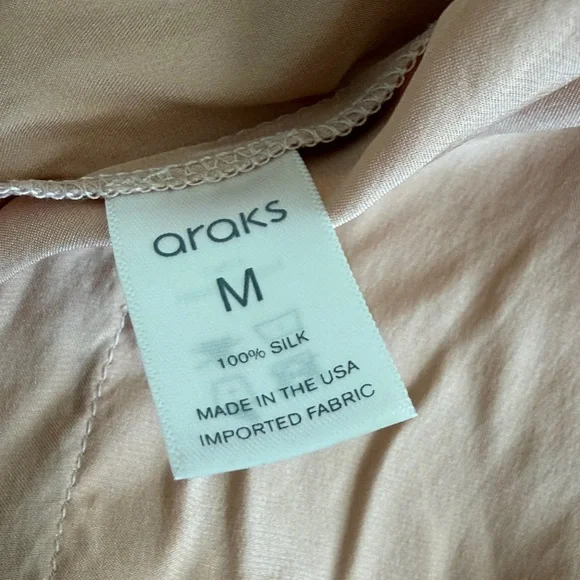 araks
M
100% SILK
MADE IN THE USA
IMPORTED FABRIC